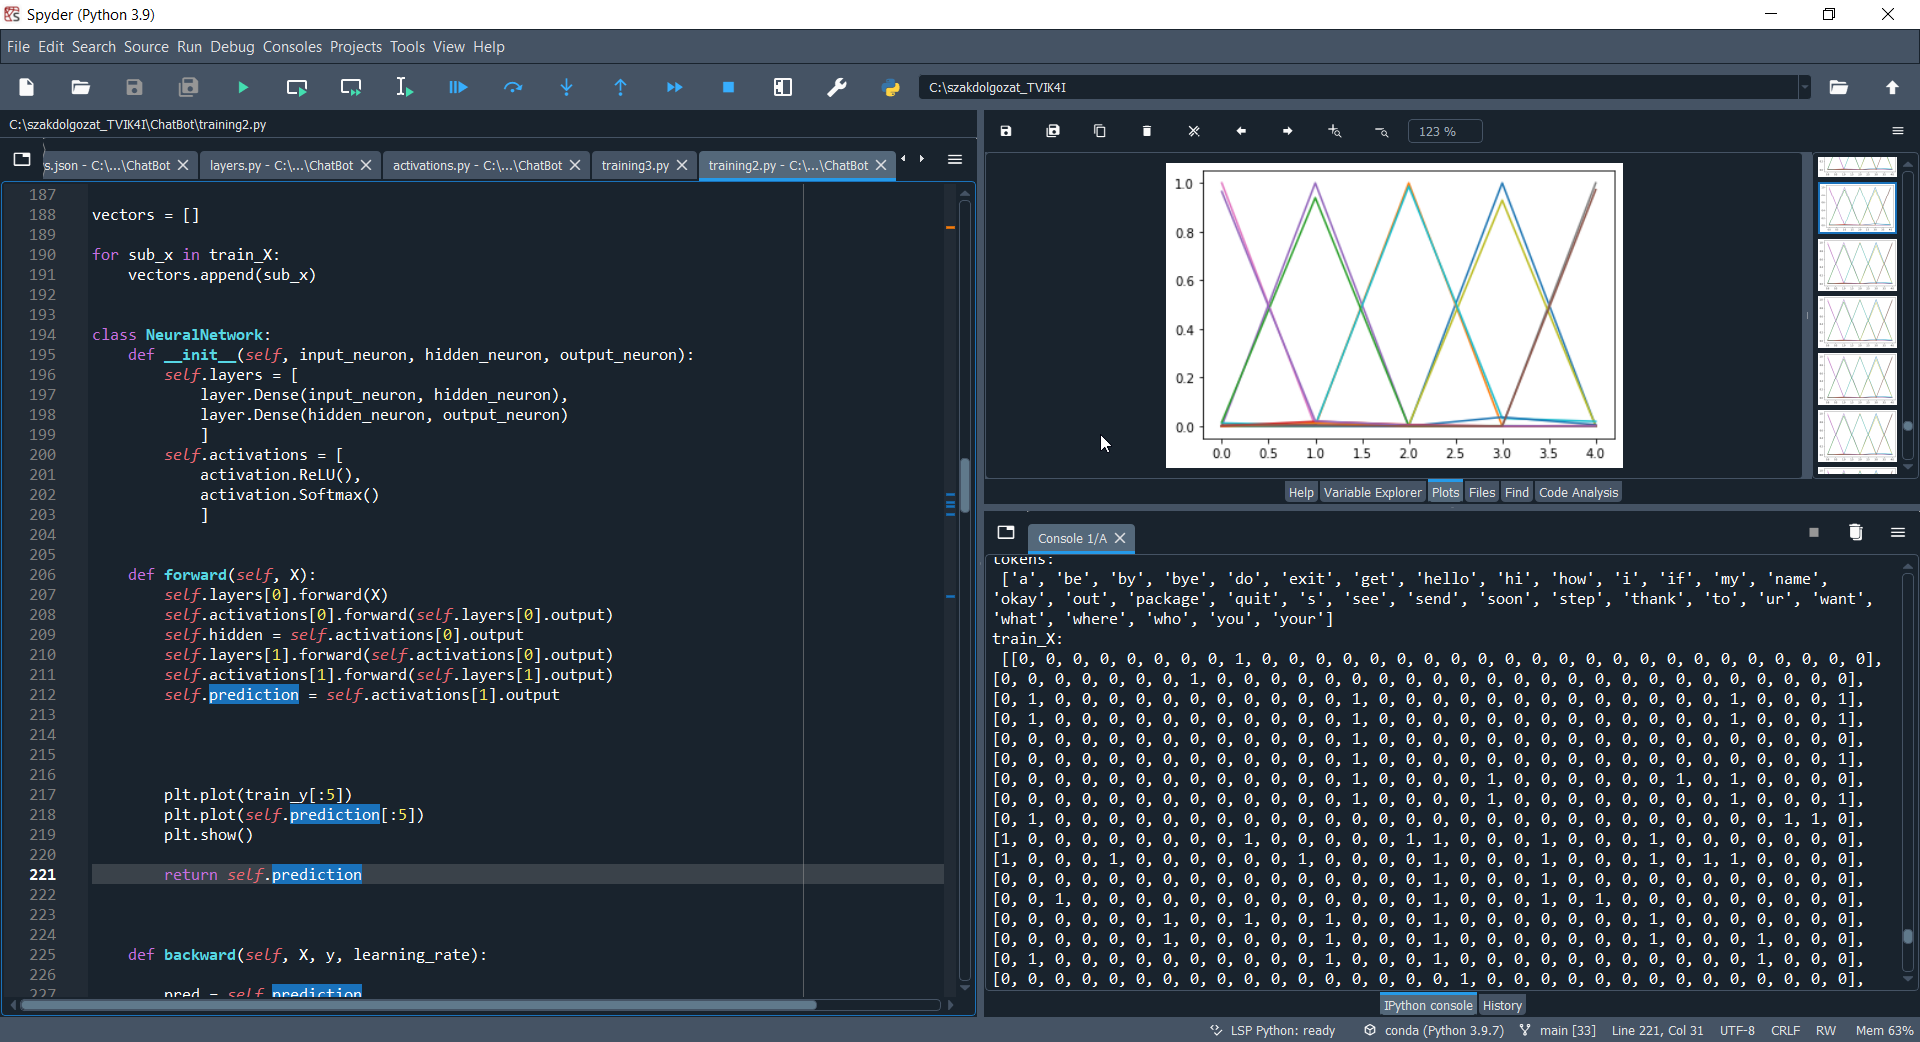 Spyder (Python 3.9)
File Edit Search Source Run Debug Consoles Projects Tools View Help
C:\szakdolgozat_TVIK4I
C:\szakdolgozat_TVIK4I\ChatBot\training2.py
s.json - C:\...\ChatBot layers.py - C:\...\ChatBot activations.py - C:\...\ChatBot training3.py training2.py - C:\...\ChatBot
187
188 vectors = []
189
190 for sub_x in train_X:
191 vectors.append(sub_x)
192
193
194 class NeuralNetwork:
195 def __init__(self, input_neuron, hidden_neuron, output_neuron):
196 self.layers = [
197 layer.Dense(input_neuron, hidden_neuron),
198 layer.Dense(hidden_neuron, output_neuron)
199 ]
200 self.activations = [
201 activation.ReLU(),
202 activation.Softmax()
203 ]
204
205
206 def forward(self, X):
207 self.layers[0].forward(X)
208 self.activations[0].forward(self.layers[0].output)
209 self.hidden = self.activations[0].output
210 self.layers[1].forward(self.activations[0].output)
211 self.activations[1].forward(self.layers[1].output)
212 self.prediction = self.activations[1].output
213
214
215
216
217 plt.plot(train_y[:5])
218 plt.plot(self.prediction[:5])
219 plt.show()
220
221 return self.prediction
222
223
224
225 def backward(self, X, y, learning_rate):
226
227 pred = self.prediction
123 %
1.0
0.8
0.6
0.4
0.2
0.0
0.0 0.5 1.0 1.5 2.0 2.5 3.0 3.5 4.0
Help Variable Explorer Plots Files Find Code Analysis
Console 1/A
tokens:
['a', 'be', 'by', 'bye', 'do', 'exit', 'get', 'hello', 'hi', 'how', 'i', 'if', 'my', 'name',
'okay', 'out', 'package', 'quit', 's', 'see', 'send', 'soon', 'step', 'thank', 'to', 'ur', 'want',
'what', 'where', 'who', 'you', 'your']
train_X:
[[0, 0, 0, 0, 0, 0, 0, 0, 1, 0, 0, 0, 0, 0, 0, 0, 0, 0, 0, 0, 0, 0, 0, 0, 0, 0, 0, 0, 0, 0, 0, 0],
[0, 0, 0, 0, 0, 0, 0, 1, 0, 0, 0, 0, 0, 0, 0, 0, 0, 0, 0, 0, 0, 0, 0, 0, 0, 0, 0, 0, 0, 0, 0, 0],
[0, 1, 0, 0, 0, 0, 0, 0, 0, 0, 0, 0, 0, 1, 0, 0, 0, 0, 0, 0, 0, 0, 0, 0, 0, 0, 0, 1, 0, 0, 0, 1],
[0, 1, 0, 0, 0, 0, 0, 0, 0, 0, 0, 0, 0, 1, 0, 0, 0, 0, 0, 0, 0, 0, 0, 0, 0, 0, 0, 1, 0, 0, 0, 1],
[0, 0, 0, 0, 0, 0, 0, 0, 0, 0, 0, 0, 0, 1, 0, 0, 0, 0, 0, 0, 0, 0, 0, 0, 0, 0, 0, 0, 0, 0, 0, 0],
[0, 0, 0, 0, 0, 0, 0, 0, 0, 0, 0, 0, 0, 1, 0, 0, 0, 0, 0, 0, 0, 0, 0, 0, 0, 0, 0, 0, 0, 0, 0, 1],
[0, 0, 0, 0, 0, 0, 0, 0, 0, 0, 0, 0, 0, 1, 0, 0, 0, 0, 1, 0, 0, 0, 0, 0, 0, 1, 0, 1, 0, 0, 0, 0],
[0, 0, 0, 0, 0, 0, 0, 0, 0, 0, 0, 0, 0, 1, 0, 0, 0, 0, 1, 0, 0, 0, 0, 0, 0, 0, 0, 1, 0, 0, 0, 1],
[0, 1, 0, 0, 0, 0, 0, 0, 0, 0, 0, 0, 0, 0, 0, 0, 0, 0, 0, 0, 0, 0, 0, 0, 0, 0, 0, 0, 0, 1, 1, 0],
[1, 0, 0, 0, 0, 0, 0, 0, 0, 1, 0, 0, 0, 0, 0, 1, 1, 0, 0, 0, 1, 0, 0, 0, 1, 0, 0, 0, 0, 0, 0, 0],
[1, 0, 0, 0, 1, 0, 0, 0, 0, 0, 0, 1, 0, 0, 0, 0, 1, 0, 0, 0, 1, 0, 0, 0, 1, 0, 1, 1, 0, 0, 0, 0],
[0, 0, 0, 0, 0, 0, 0, 0, 0, 0, 0, 0, 0, 0, 0, 0, 1, 0, 0, 0, 1, 0, 0, 0, 0, 0, 0, 0, 0, 0, 0, 0],
[0, 0, 1, 0, 0, 0, 0, 0, 0, 0, 0, 0, 0, 0, 0, 0, 1, 0, 0, 0, 1, 0, 1, 0, 0, 0, 0, 0, 0, 0, 0, 0],
[0, 0, 0, 0, 0, 0, 1, 0, 0, 1, 0, 0, 1, 0, 0, 0, 1, 0, 0, 0, 0, 0, 0, 0, 1, 0, 0, 0, 0, 0, 0, 0],
[0, 0, 0, 0, 0, 0, 1, 0, 0, 0, 0, 0, 1, 0, 0, 0, 1, 0, 0, 0, 0, 0, 0, 0, 1, 0, 0, 0, 1, 0, 0, 0],
[0, 1, 0, 0, 0, 0, 0, 0, 0, 0, 0, 0, 1, 0, 0, 0, 1, 0, 0, 0, 0, 0, 0, 0, 0, 0, 0, 0, 1, 0, 0, 0],
[0, 0, 0, 0, 0, 0, 0, 0, 0, 0, 0, 0, 0, 0, 0, 0, 0, 1, 0, 0, 0, 0, 0, 0, 0, 0, 0, 0, 0, 0, 0, 0],
IPython console History
LSP Python: ready conda (Python 3.9.7) main [33] Line 221, Col 31 UTF-8 CRLF RW Mem 63%